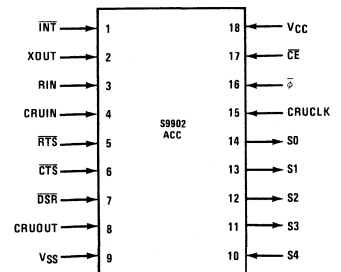 INT 1 18 VCC
XOUT 2 17 CE
RIN 3 16 φ
CRUIN 4 15 CRUCLK
S9902
ACC
RTS 5 14 S0
CTS 6 13 S1
DSR 7 12 S2
CRUOUT 8 11 S3
VSS 9 10 S4